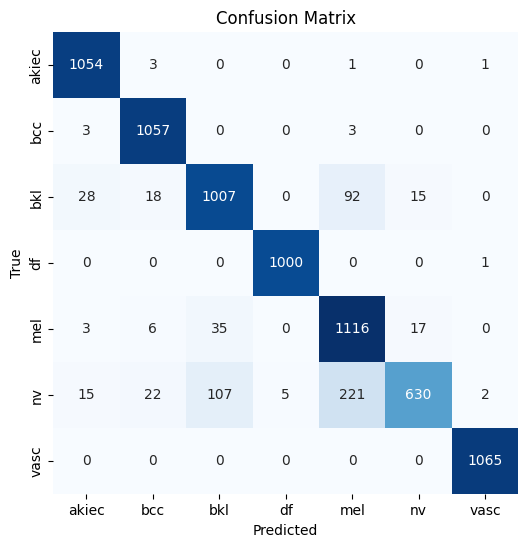 Confusion Matrix
akiec 1054 3 0 0 1 0 1
bcc 3 1057 0 0 3 0 0
bkl 28 18 1007 0 92 15 0
df 0 0 0 1000 0 0 1
mel 3 6 35 0 1116 17 0
nv 15 22 107 5 221 630 2
vasc 0 0 0 0 0 0 1065
True
akiec bcc bkl df mel nv vasc
Predicted